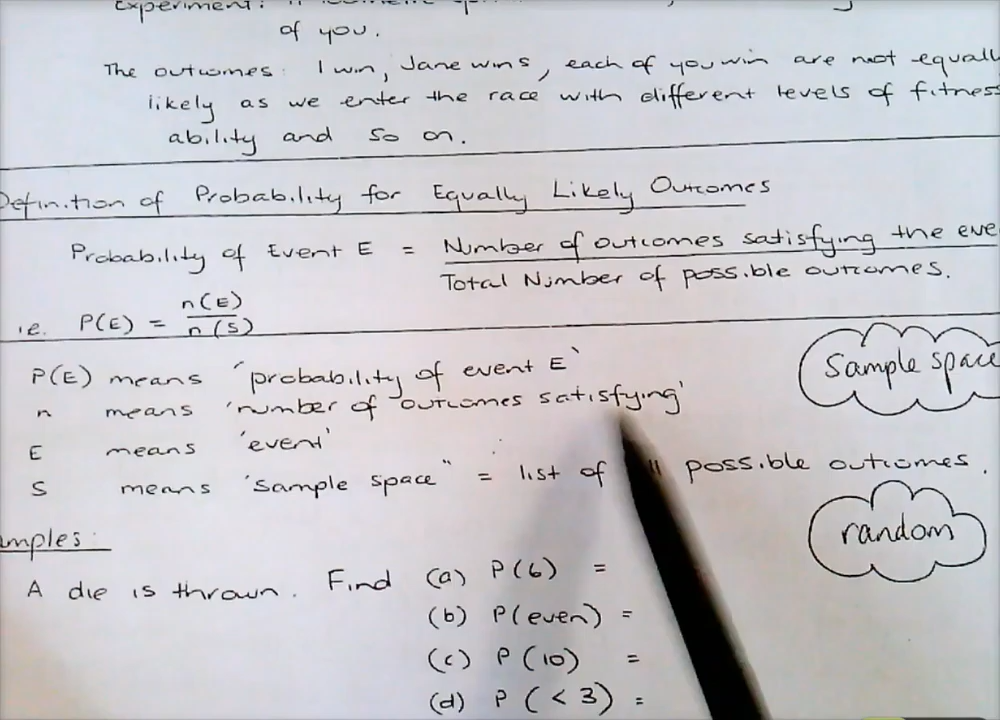 Experiment:
of you.
The outcomes: I win, Jane wins, each of you win are not equall
likely as we enter the race with different levels of fitness
ability and so on.
Definition of Probability for Equally Likely Outcomes
Probability of Event E = Number of outcomes satisfying the eve
Total Number of possible outcomes.
i.e. P(E) = n(E)
n(S)
P(E) means 'probability of event E'
n means 'number of outcomes satisfying'
E means 'event'
S means 'sample space" = list of all possible outcomes.
Sample space
random
mples:
A die is thrown. Find (a) P(6) =
(b) P(even) =
(c) P(10) =
(d) P(<3) =